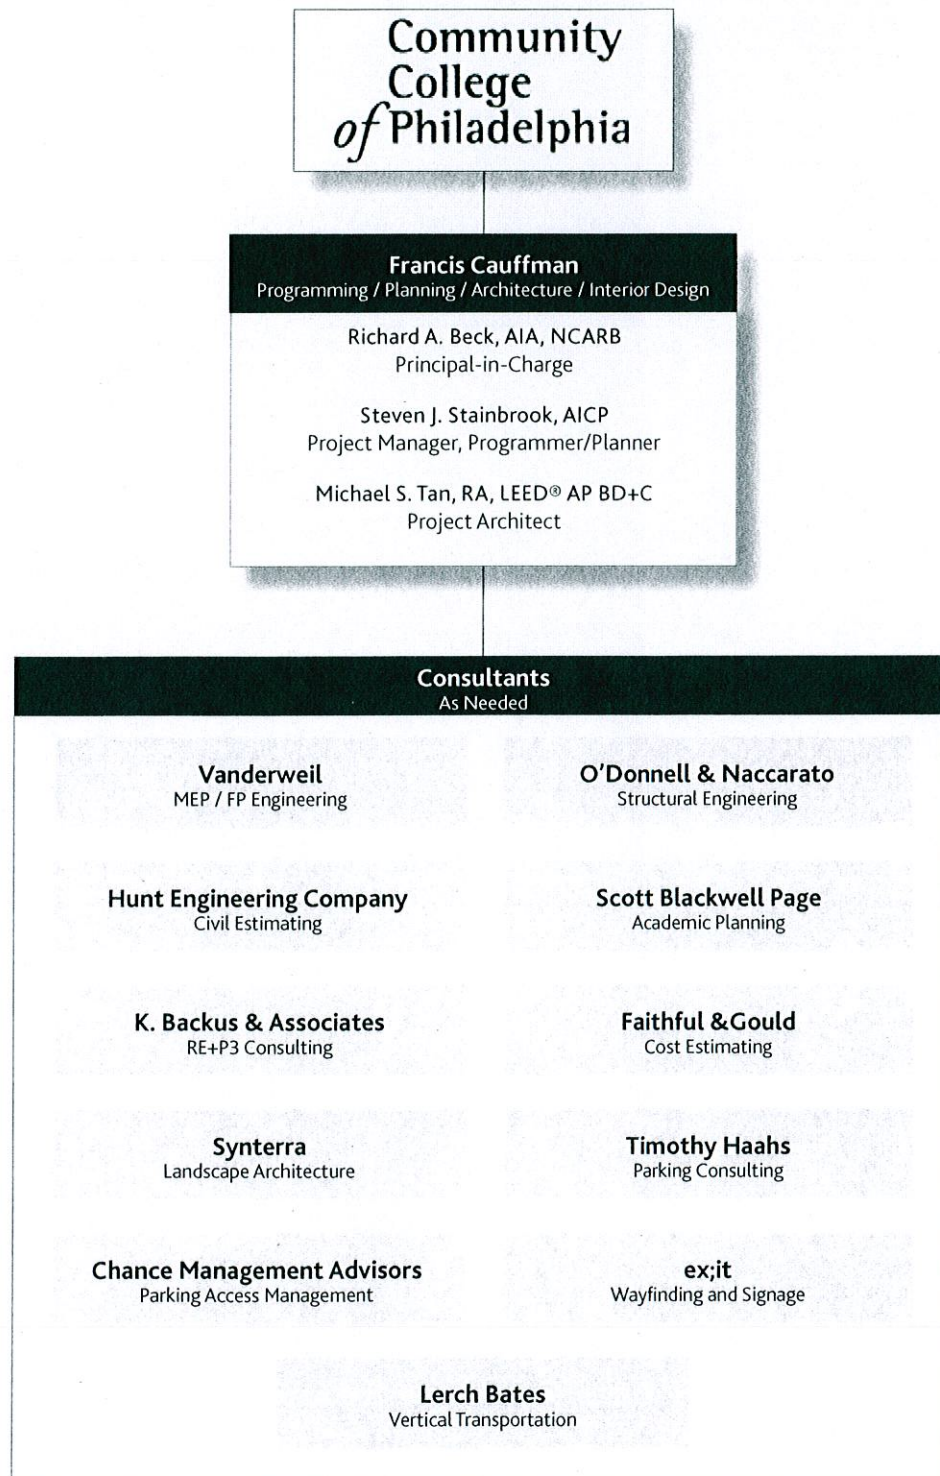 Community
College
of Philadelphia
Francis Cauffman
Programming / Planning / Architecture / Interior Design
Richard A. Beck, AIA, NCARB
Principal-in-Charge
Steven J. Stainbrook, AICP
Project Manager, Programmer/Planner
Michael S. Tan, RA, LEED® AP BD+C
Project Architect
Consultants
As Needed
Vanderweil
MEP / FP Engineering
O'Donnell & Naccarato
Structural Engineering
Hunt Engineering Company
Civil Estimating
Scott Blackwell Page
Academic Planning
K. Backus & Associates
RE+P3 Consulting
Faithful &Gould
Cost Estimating
Synterra
Landscape Architecture
Timothy Haahs
Parking Consulting
Chance Management Advisors
Parking Access Management
ex;it
Wayfinding and Signage
Lerch Bates
Vertical Transportation